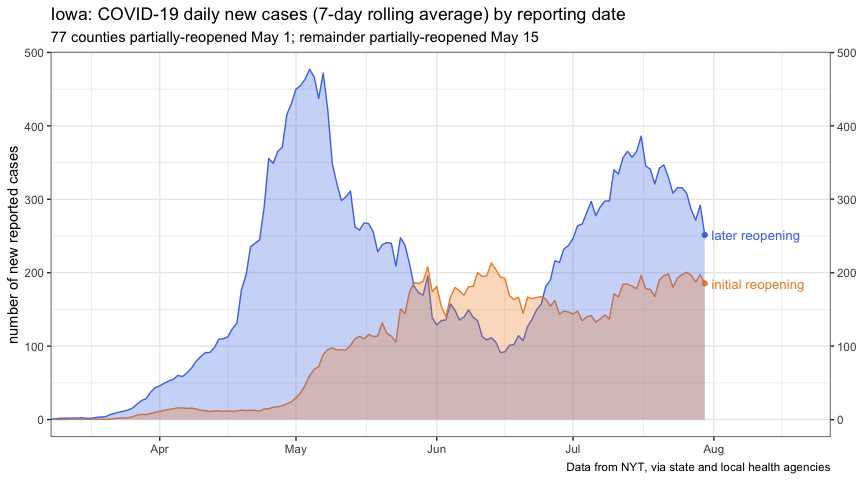 Iowa: COVID-19 daily new cases (7-day rolling average) by reporting date
77 counties partially-reopened May 1; remainder partially-reopened May 15
number of new reported cases
500
400
300
200
100
0
500
400
300
200
100
0
later reopening
initial reopening
Apr May Jun Jul Aug
Data from NYT, via state and local health agencies